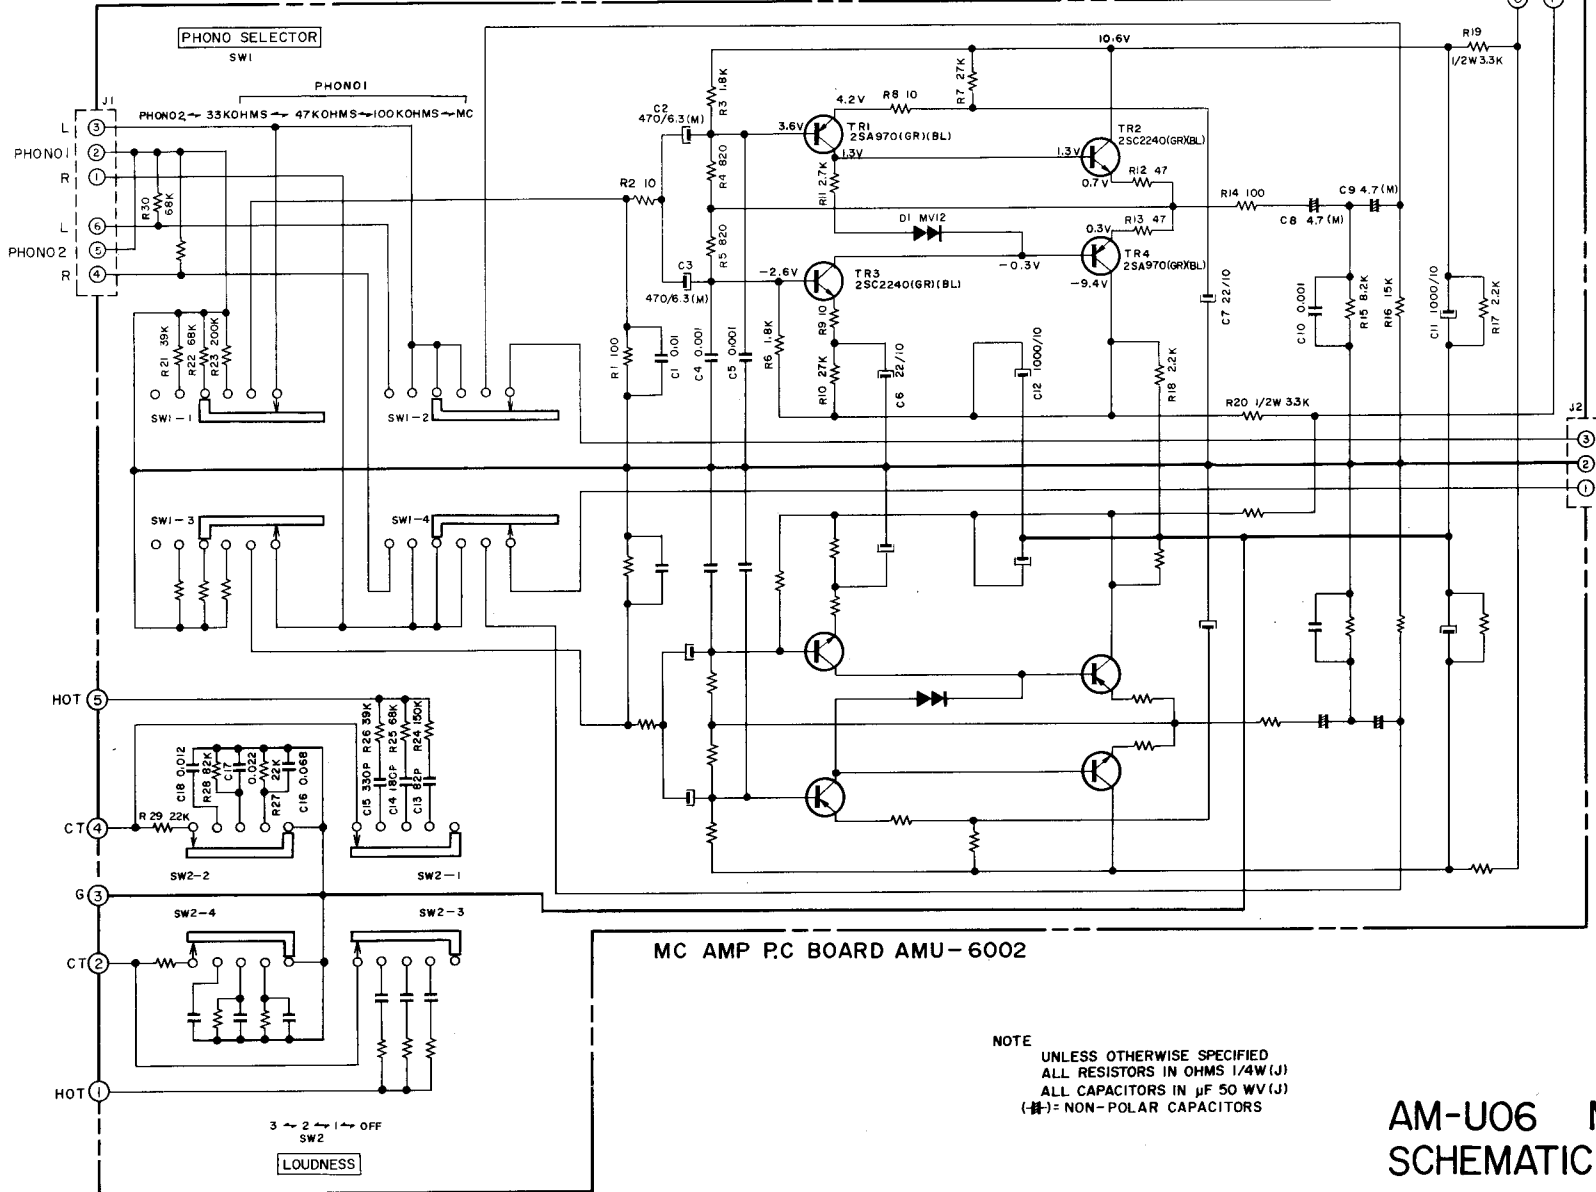 PHONO SELECTOR
SW1
PHONO1
PHONO2 33KOHMS 47KOHMS 100KOHMS MC
J1
L 3
PHONO1 2
R 1
L 6
PHONO2 5
R 4
R30 68K
R21 39K
R22 68K
R23 200K
SW1-1
SW1-2
SW1-3
SW1-4
R2 10
C2
470/6.3(M)
C3
470/6.3(M)
R1 100
C1 0.01
C4 0.001
C5 0.001
R3 1.8K
R4 820
R5 820
R6 1.8K
3.6V
4.2V
TR1
2SA970(GR)(BL)
1.3V
R8 10
R7 27K
10.6V
R11 2.7K
D1 MV12
-2.6V
TR3
2SC2240(GR)(BL)
R9 10
R10 27K
C6 22/10
-0.3V
1.3V
TR2
2SC2240(GR)(BL)
0.7V
R12 47
R13 47
0.3V
TR4
2SA970(GR)(BL)
-9.4V
C12 1000/10
R18 2.2K
C7 22/10
R14 100
C8 4.7(M)
C9 4.7(M)
C10 0.001
R15 8.2K
R16 15K
C11 1000/10
R17 2.2K
R19
1/2W 3.3K
R20 1/2W 3.3K
J2
3
2
1
HOT 5
CT 4
G 3
CT 2
HOT 1
C18 0.012
R28 82K
C17 0.022
R27 22K
C16 0.068
C15 330P R26 39K
C14 180P R25 68K
C13 82P R24 150K
R29 22K
SW2-2
SW2-1
SW2-4
SW2-3
3 2 1 OFF
SW2
LOUDNESS
MC AMP P.C BOARD AMU-6002
NOTE
UNLESS OTHERWISE SPECIFIED
ALL RESISTORS IN OHMS 1/4W(J)
ALL CAPACITORS IN µF 50 WV(J)
( )= NON-POLAR CAPACITORS
AM-U06
SCHEMATIC